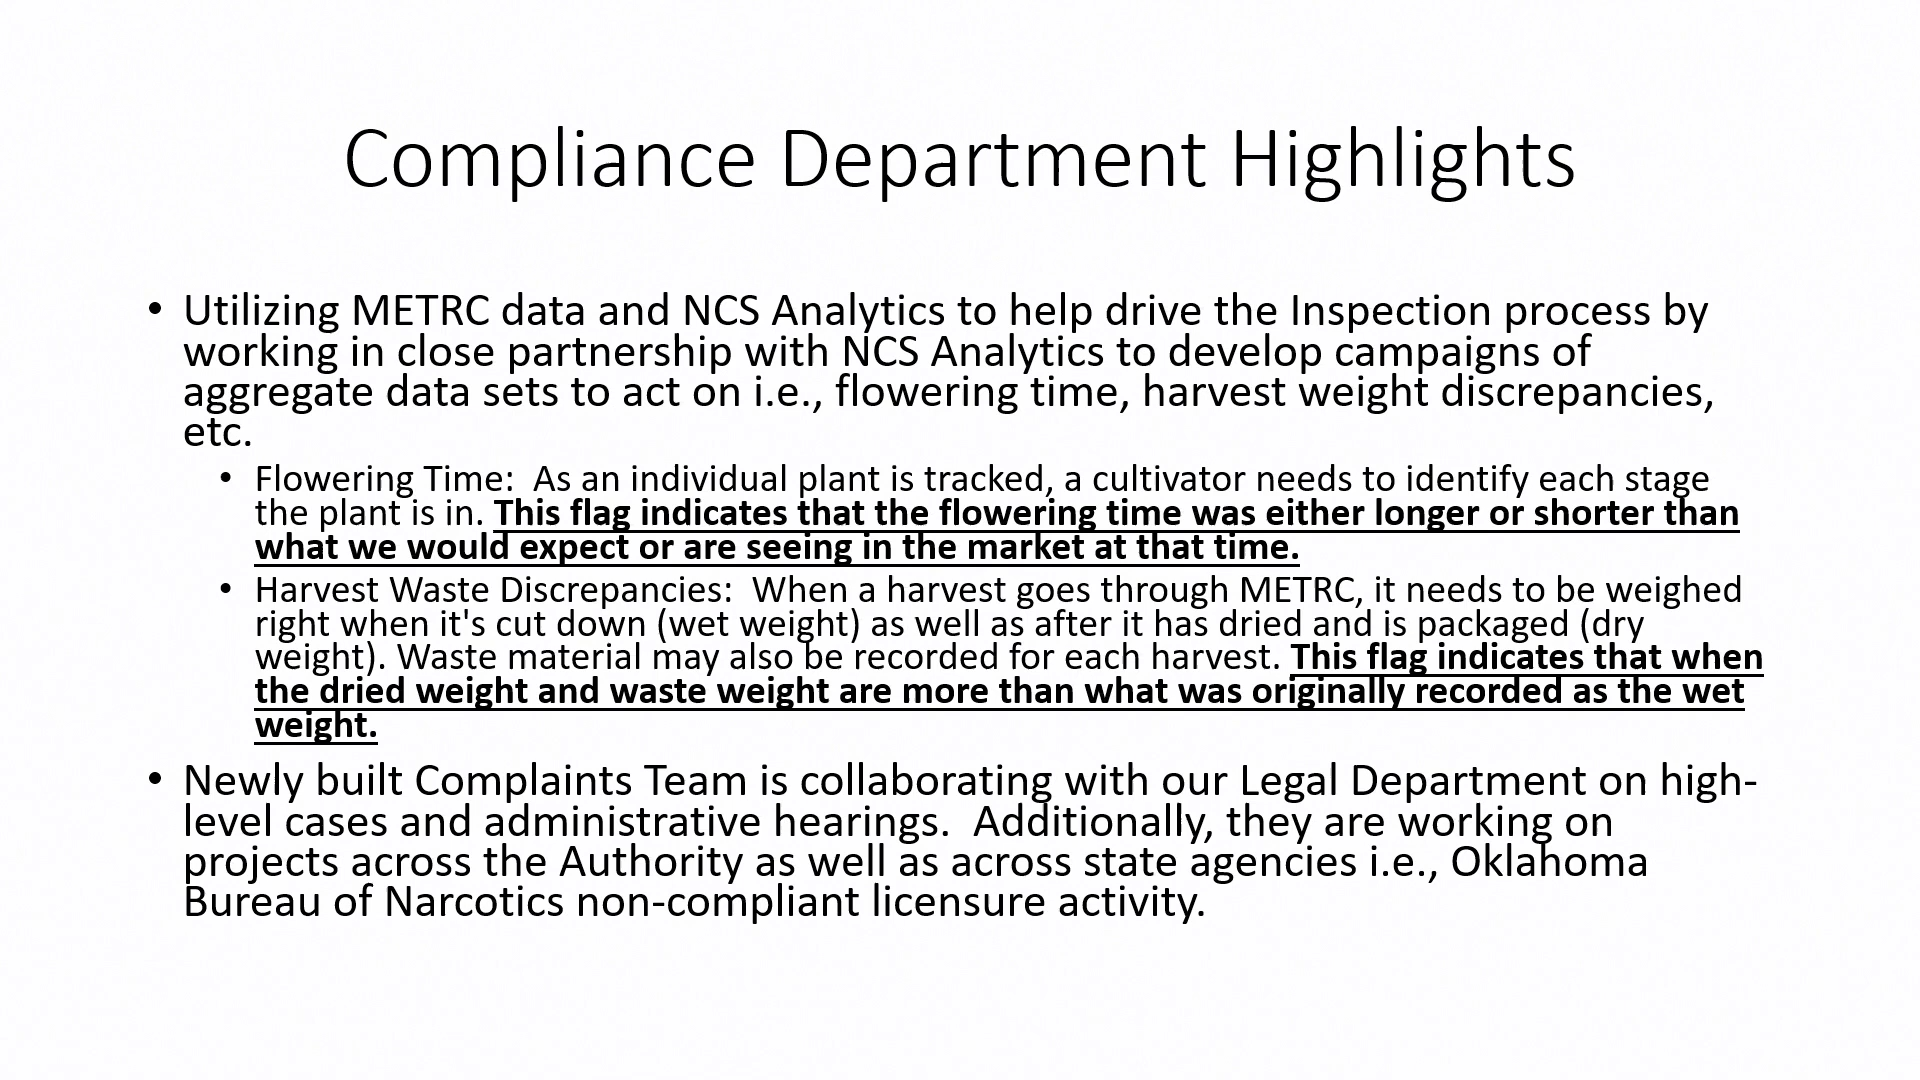 Compliance Department Highlights
• Utilizing METRC data and NCS Analytics to help drive the Inspection process by
working in close partnership with NCS Analytics to develop campaigns of
aggregate data sets to act on i.e., flowering time, harvest weight discrepancies,
etc.
• Flowering Time:  As an individual plant is tracked, a cultivator needs to identify each stage
the plant is in. This flag indicates that the flowering time was either longer or shorter than
what we would expect or are seeing in the market at that time.
• Harvest Waste Discrepancies:  When a harvest goes through METRC, it needs to be weighed
right when it's cut down (wet weight) as well as after it has dried and is packaged (dry
weight). Waste material may also be recorded for each harvest. This flag indicates that when
the dried weight and waste weight are more than what was originally recorded as the wet
weight.
• Newly built Complaints Team is collaborating with our Legal Department on high-
level cases and administrative hearings.  Additionally, they are working on
projects across the Authority as well as across state agencies i.e., Oklahoma
Bureau of Narcotics non-compliant licensure activity.